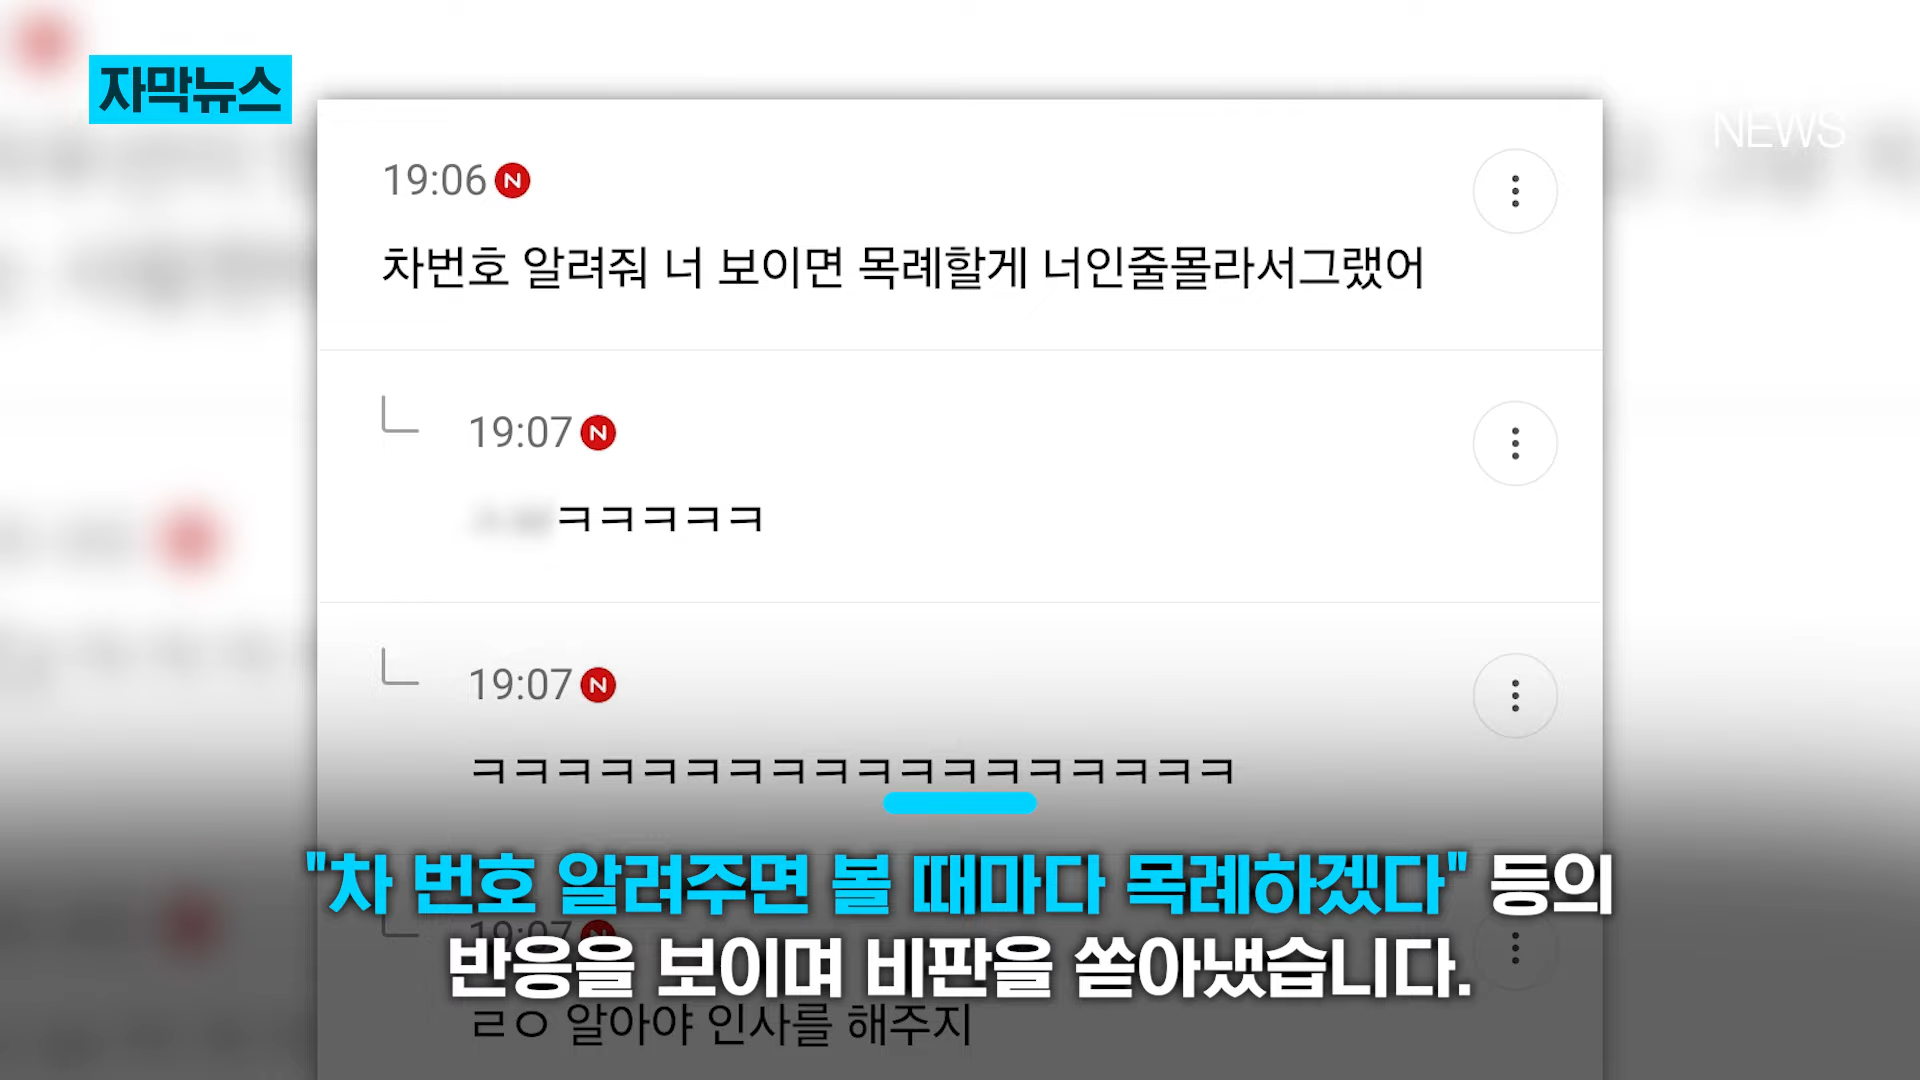 자막뉴스
NEWS
19:06 N
차번호 알려줘 너 보이면 목례할게 너인줄몰라서그랬어
19:07 N
ㅋㅋㅋㅋㅋ
19:07 N
ㅋㅋㅋㅋㅋㅋㅋㅋㅋㅋㅋㅋㅋㅋㅋㅋㅋㅋ
"차 번호 알려주면 볼 때마다 목례하겠다" 등의
19:07 N
반응을 보이며 비판을 쏟아냈습니다.
ㄹㅇ 알아야 인사를 해주지